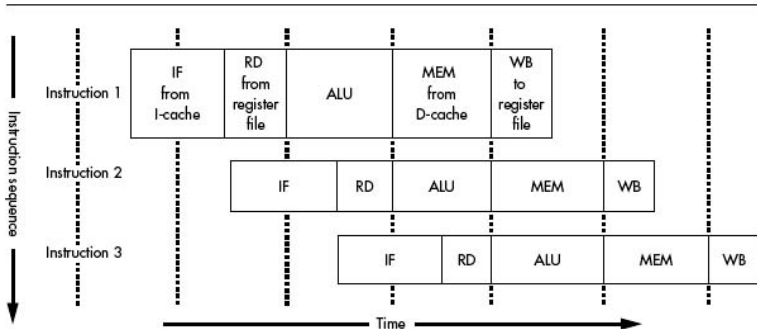 Instruction sequence
Instruction 1
IF
from
I-cache
RD
from
register
file
ALU
MEM
from
D-cache
WB
to
register
file
Instruction 2
IF
RD
ALU
MEM
WB
Instruction 3
IF
RD
ALU
MEM
WB
Time